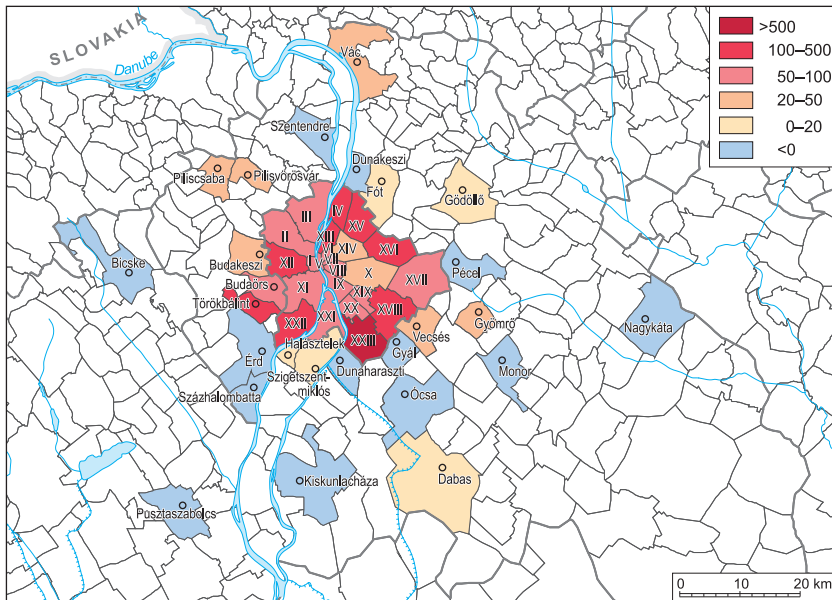 SLOVAKIA
Danube
>500
100–500
50–100
20–50
0–20
<0
Vác
Szentendre
Dunakeszi
Fót
Piliscsaba
Pilisvörösvár
Gödöllő
III
IV
XV
II
XIII
XIV
XVI
Budakeszi
XII
I
V
VI
VII
VIII
X
XVII
Pécel
Bicske
Budaörs
XI
IX
XIX
Törökbálint
XX
XVIII
XXII
XXI
XXIII
Vecsés
Gyömrő
Nagykáta
Halásztelek
Gyál
Érd
Szigetszent-
miklós
Dunaharaszti
Monor
Százhalombatta
Ócsa
Kiskunlacháza
Dabas
Pusztaszabolcs
0 10 20 km